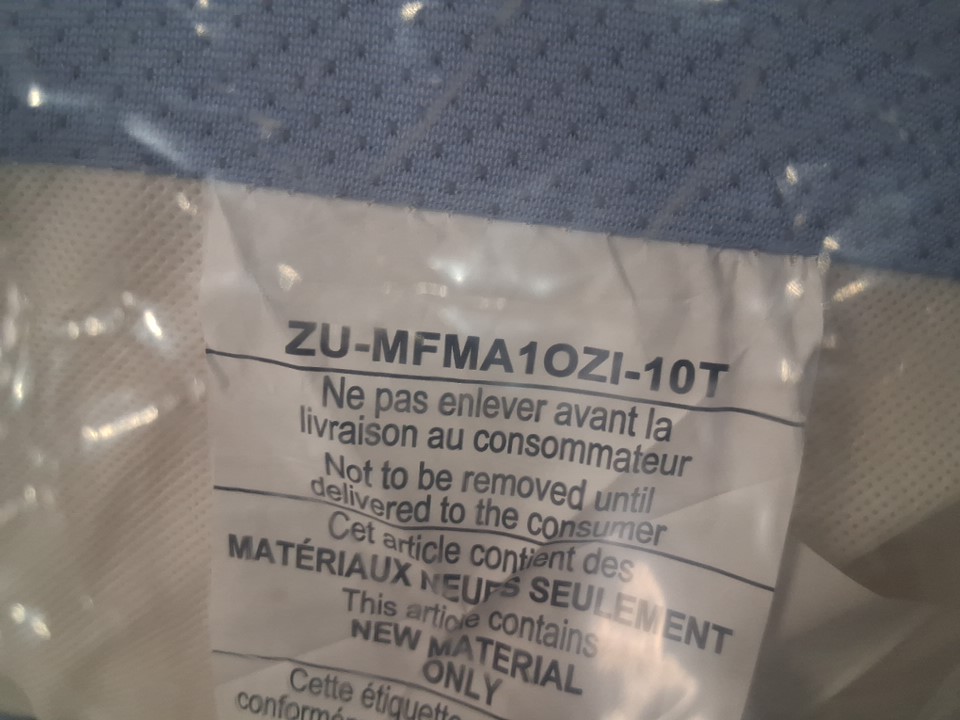 ZU-MFMA1OZI-10T
Ne pas enlever avant la
livraison au consommateur
Not to be removed until
delivered to the consumer
Cet article contient des
MATÉRIAUX NEUFS SEULEMENT
This article contains
NEW MATERIAL
ONLY
Cette étiquette